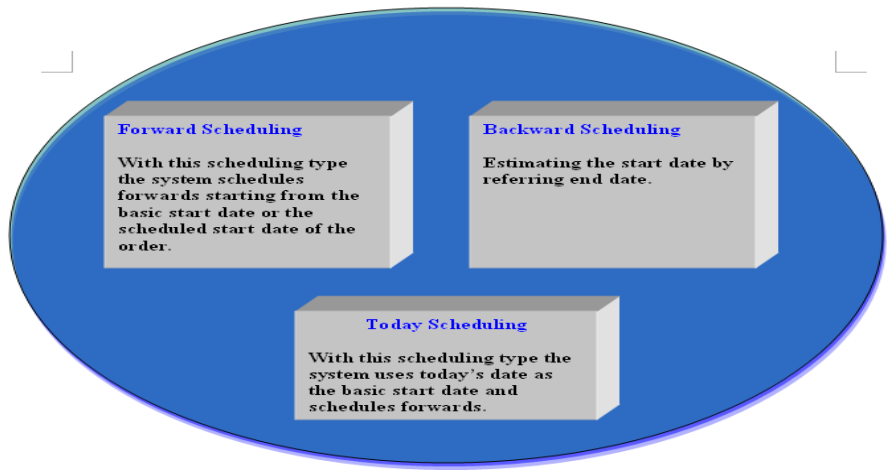 Forward Scheduling
With this scheduling type
the system schedules
forwards starting from the
basic start date or the
scheduled start date of the
order.
Backward Scheduling
Estimating the start date by
referring end date.
Today Scheduling
With this scheduling type the
system uses today's date as
the basic start date and
schedules forwards.